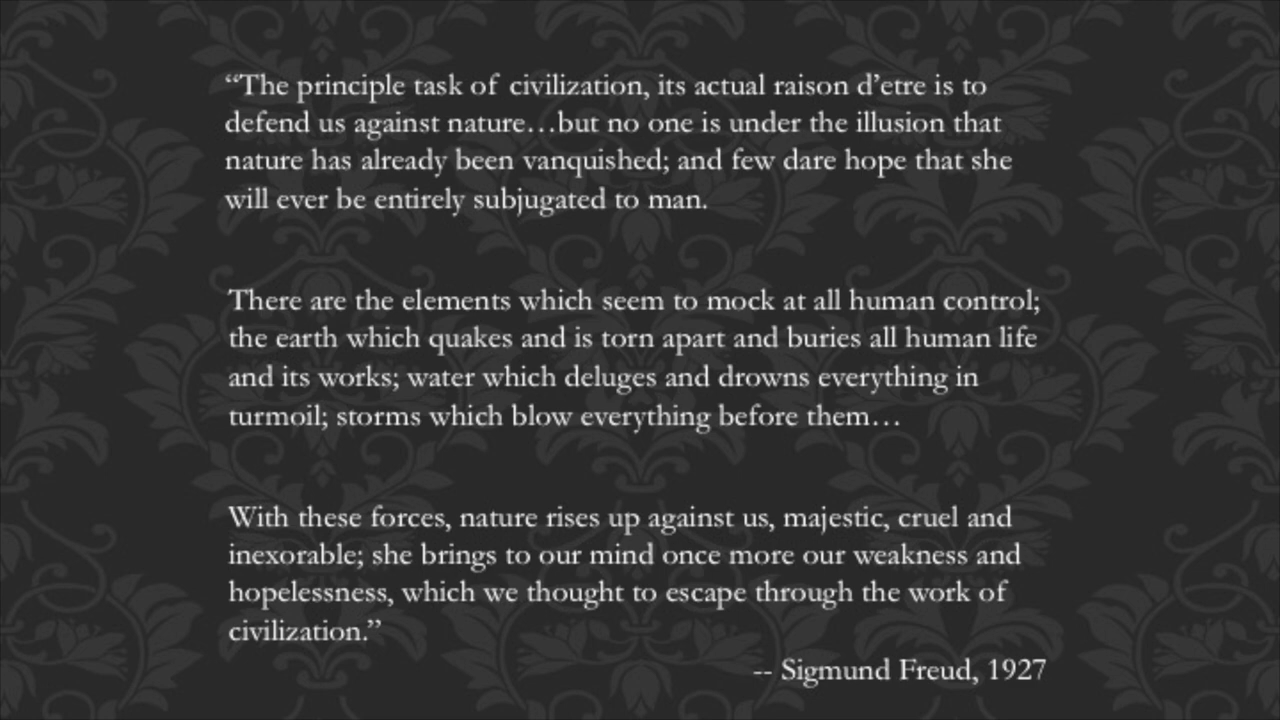 “The principle task of civilization, its actual raison d’etre is to
defend us against nature…but no one is under the illusion that
nature has already been vanquished; and few dare hope that she
will ever be entirely subjugated to man.
There are the elements which seem to mock at all human control;
the earth which quakes and is torn apart and buries all human life
and its works; water which deluges and drowns everything in
turmoil; storms which blow everything before them…
With these forces, nature rises up against us, majestic, cruel and
inexorable; she brings to our mind once more our weakness and
hopelessness, which we thought to escape through the work of
civilization.”
-- Sigmund Freud, 1927